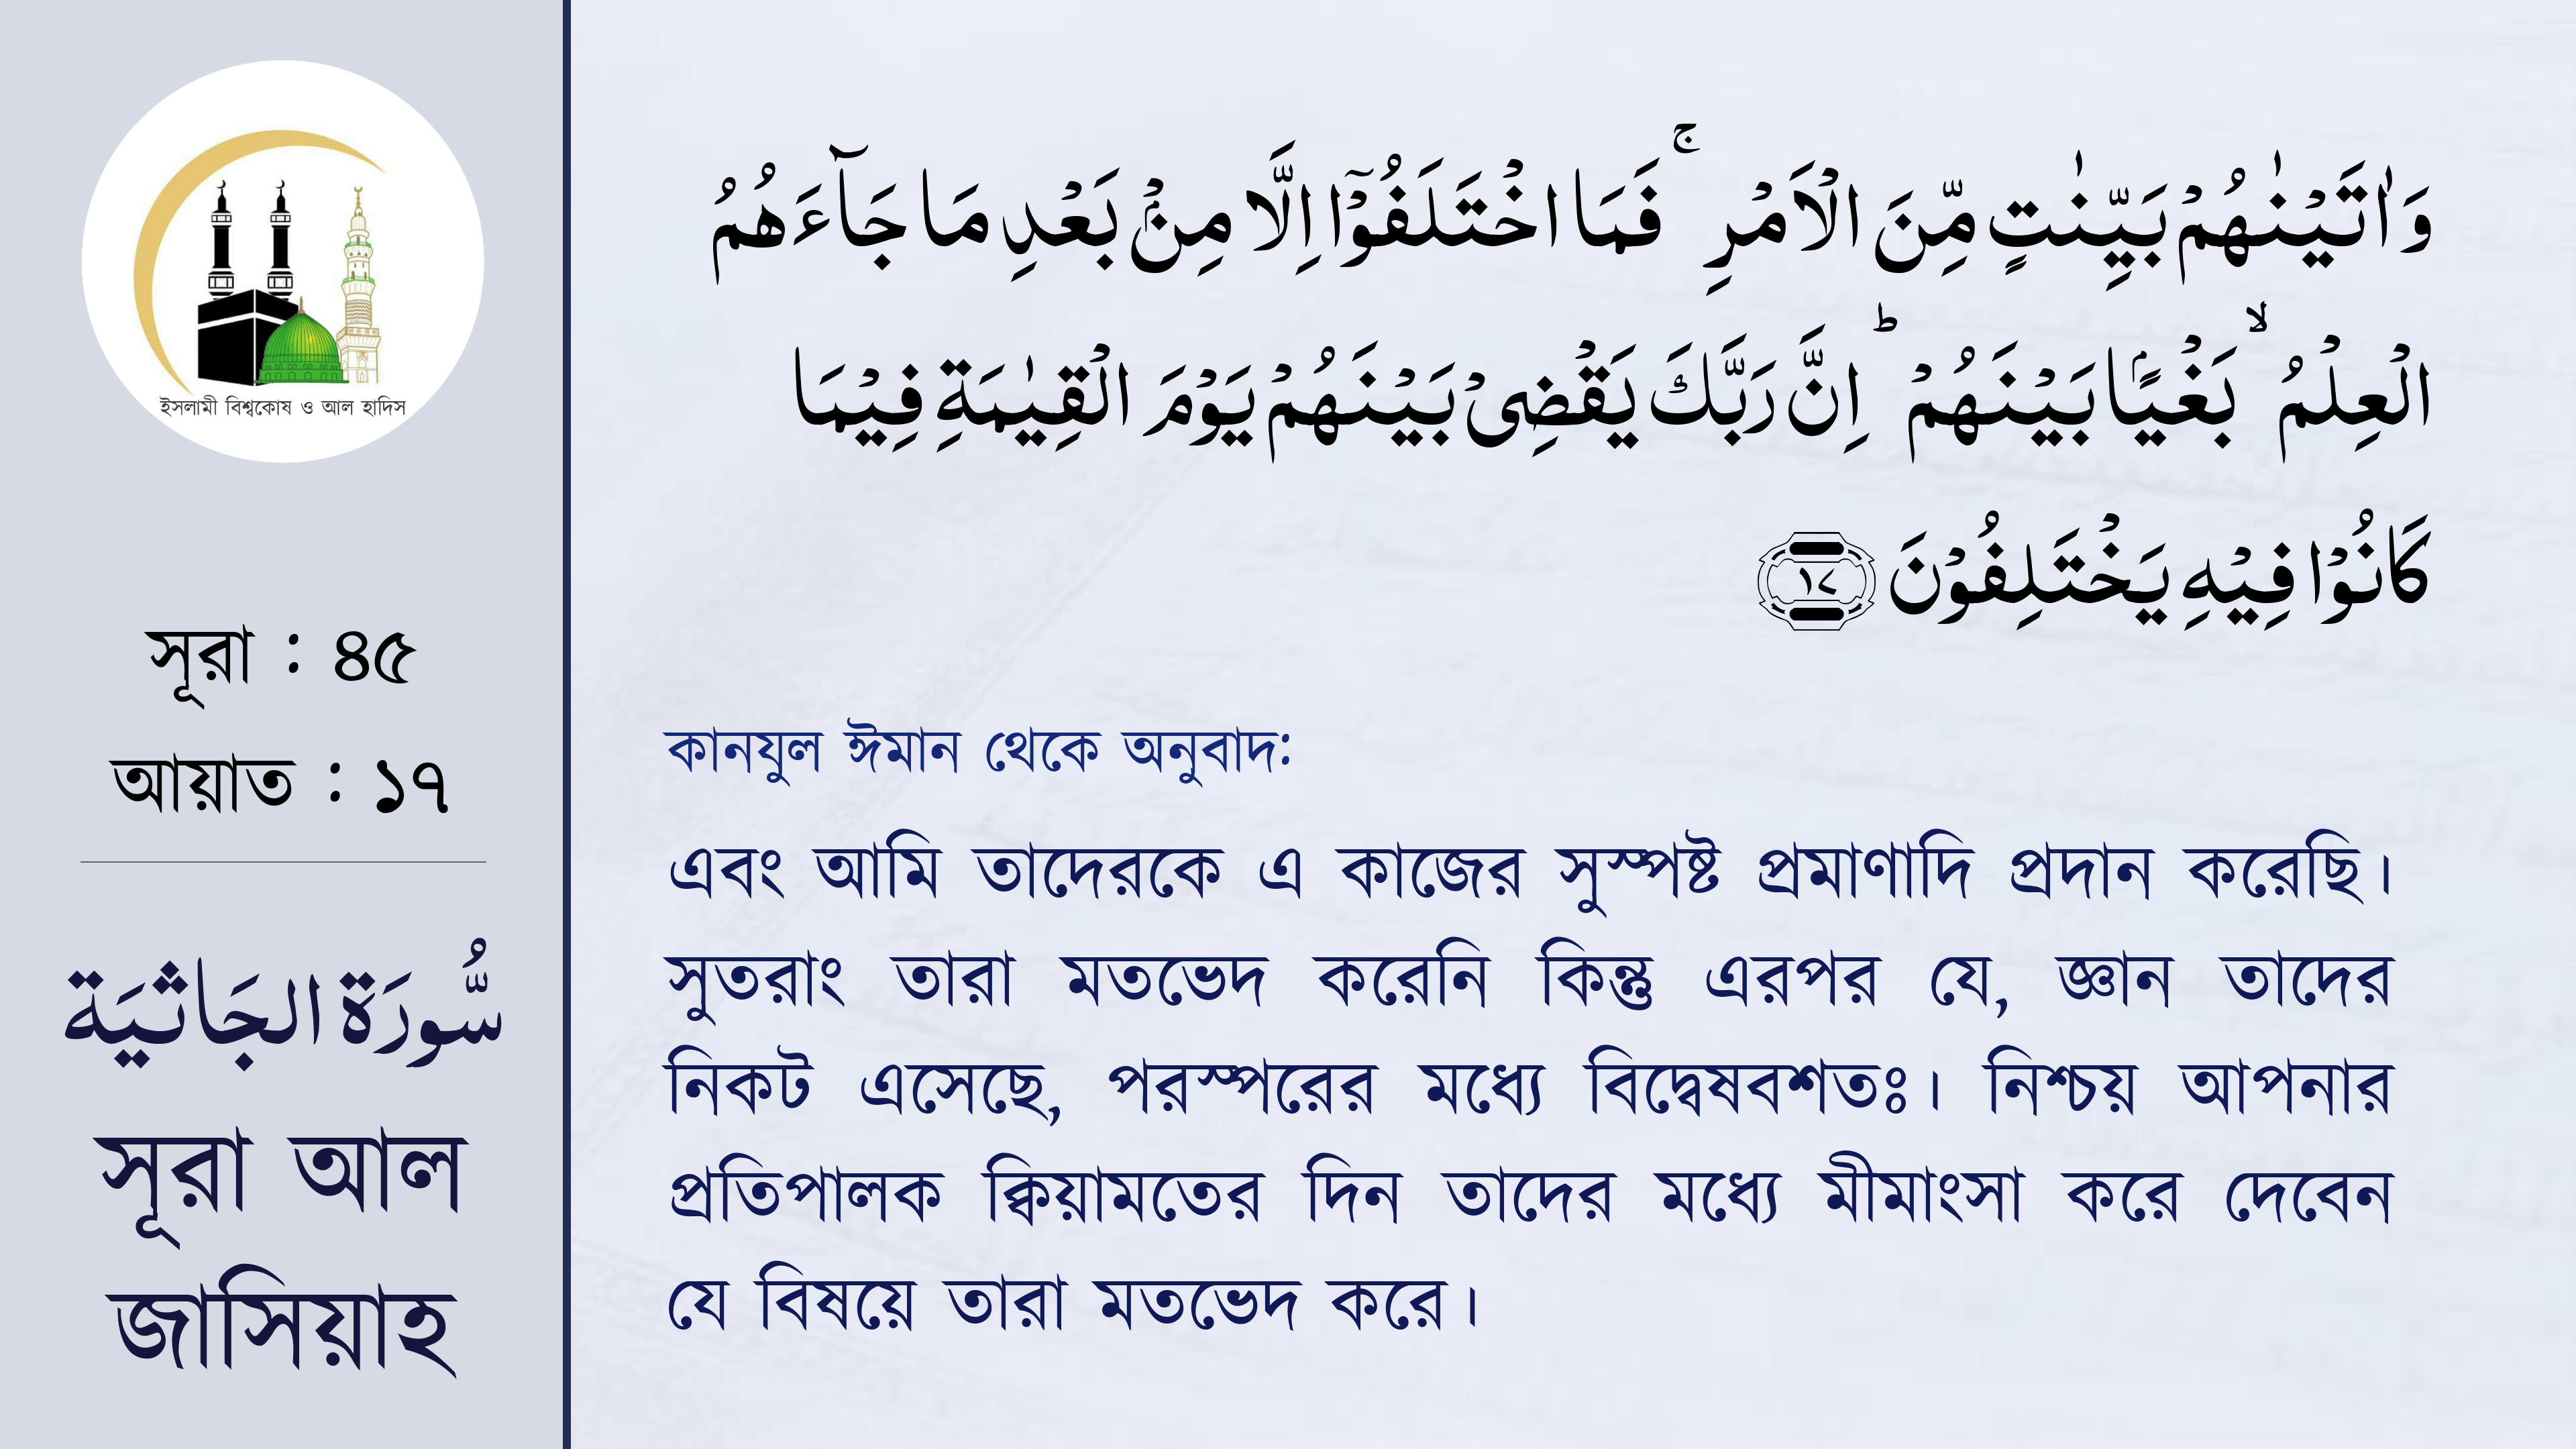 ইসলামী বিশ্বকোষ ও আল হাদিস
সূরা : ৪৫
আয়াত : ১৭
سُّورَة الجَاثيَة
সূরা আল
জাসিয়াহ
وَاٰتَيْنٰهُمْ بَيِّنٰتٍ مِّنَ الْاَمْرِ ۚ فَمَا اخْتَلَفُوْۤا اِلَّا مِنْۢ بَعْدِ مَا جَآءَهُمُ
الْعِلْمُ ۙ بَغْيًۢا بَيْنَهُمْ ؕ اِنَّ رَبَّكَ يَقْضِىْ بَيْنَهُمْ يَوْمَ الْقِيٰمَةِ فِيْمَا
كَانُوْا فِيْهِ يَخْتَلِفُوْنَ ۱۷
কানযুল ঈমান থেকে অনুবাদ:
এবং আমি তাদেরকে এ কাজের সুস্পষ্ট প্রমাণাদি প্রদান করেছি।
সুতরাং তারা মতভেদ করেনি কিন্তু এরপর যে, জ্ঞান তাদের
নিকট এসেছে, পরস্পরের মধ্যে বিদ্বেষবশতঃ। নিশ্চয় আপনার
প্রতিপালক ক্বিয়ামতের দিন তাদের মধ্যে মীমাংসা করে দেবেন
যে বিষয়ে তারা মতভেদ করে।